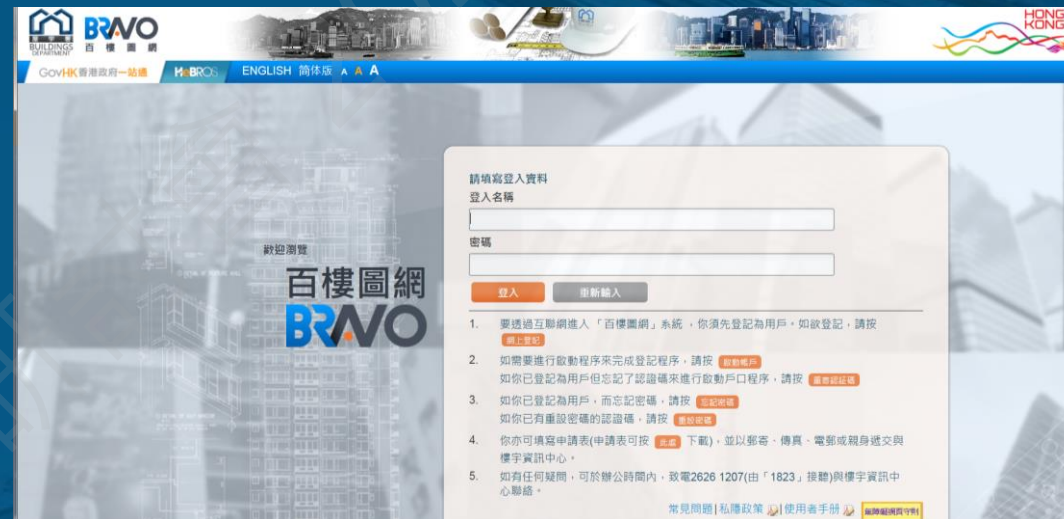 BUILDINGS
DEPARTMENT
BRAVO
百樓圖網
HONG
KONG
GovHK香港政府一站通
MoBROS
ENGLISH 简体版 A A A
請填寫登入資料
登入名稱
密碼
登入
重新輸入
歡迎瀏覽
百樓圖網
BRAVO
1. 要透過互聯網進入「百樓圖網」系統，你須先登記為用戶。如欲登記，請按
網上登記
2. 如需要進行啟動程序來完成登記程序，請按 啟動帳戶
如你已登記為用戶但忘記了認證碼來進行啟動戶口程序，請按 重寄認証碼
3. 如你已登記為用戶，而忘記密碼，請按 忘記密碼
如你已有重設密碼的認證碼，請按 重設密碼
4. 你亦可填寫申請表(申請表可按 此處 下載)，並以郵寄、傳真、電郵或親身遞交與
樓宇資訊中心。
5. 如有任何疑問，可於辦公時間內，致電2626 1207(由「1823」接聽)與樓宇資訊中
心聯絡。
常見問題|私隱政策|使用者手册
無障礙網頁守則